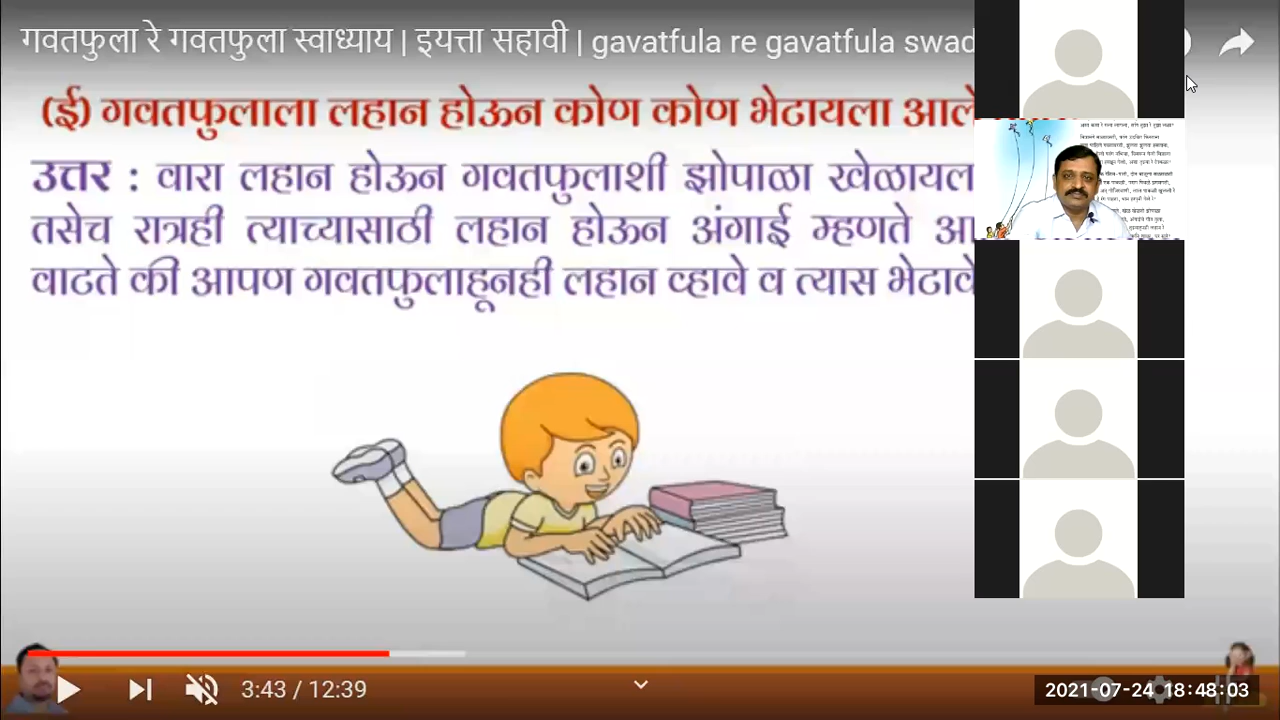 गवतफुला रे गवतफुला स्वाध्याय | इयत्ता सहावी | gavatfula re gavatfula swad
(ई) गवतफुलाला लहान होऊन कोण कोण भेटायला आले
उत्तर : वारा लहान होऊन गवतफुलाशी झोपाळा खेळायल
तसेच रात्रही त्याच्यासाठी लहान होऊन अंगाई म्हणते आ
वाटते की आपण गवतफुलाहूनही लहान व्हावे व त्यास भेटावे
3:43 / 12:39
2021-07-24 18:48:03